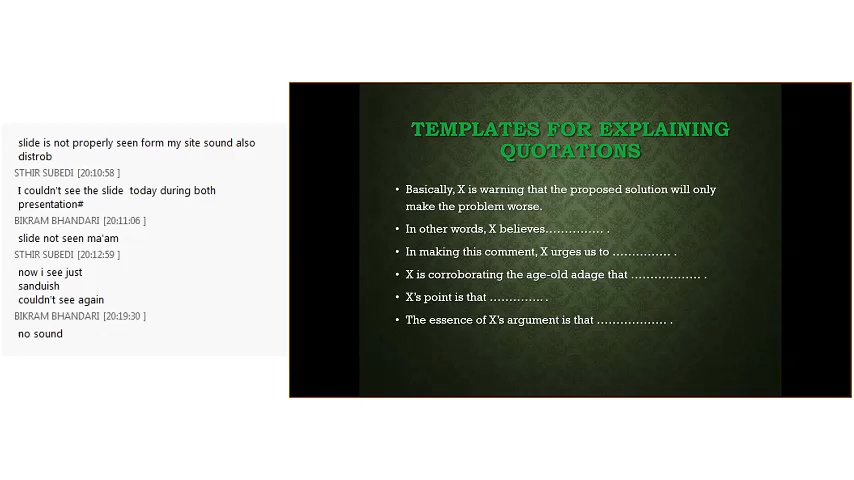 slide is not properly seen form my site sound also
distrob
STHIR SUBEDI [20:10:58 ]
I couldn't see the slide  today during both
presentation#
BIKRAM BHANDARI [20:11:06 ]
slide not seen ma'am
STHIR SUBEDI [20:12:59 ]
now i see just
sanduish
couldn't see again
BIKRAM BHANDARI [20:19:30 ]
no sound
TEMPLATES FOR EXPLAINING
QUOTATIONS
• Basically, X is warning that the proposed solution will only
make the problem worse.
• In other words, X believes…………… .
• In making this comment, X urges us to …………… .
• X is corroborating the age-old adage that ……………… .
• X's point is that ………….. .
• The essence of X's argument is that ……………… .